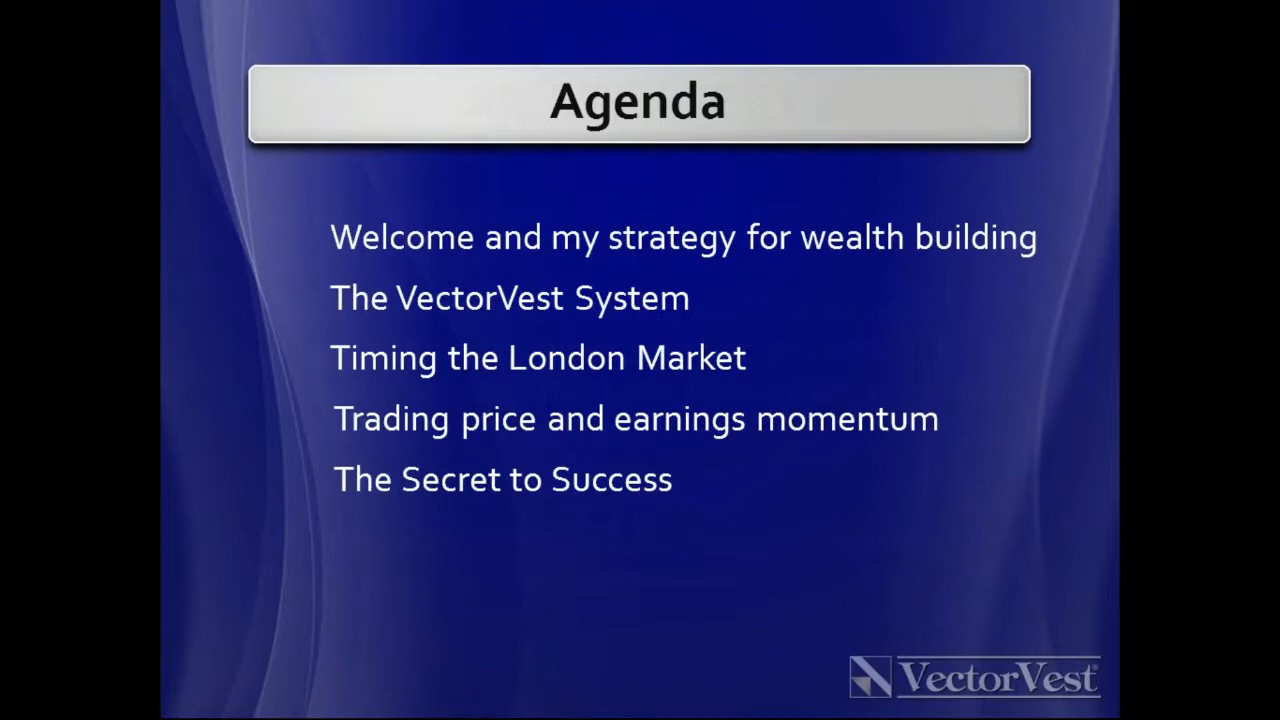 Agenda
Welcome and my strategy for wealth building
The VectorVest System
Timing the London Market
Trading price and earnings momentum
The Secret to Success
VectorVest®